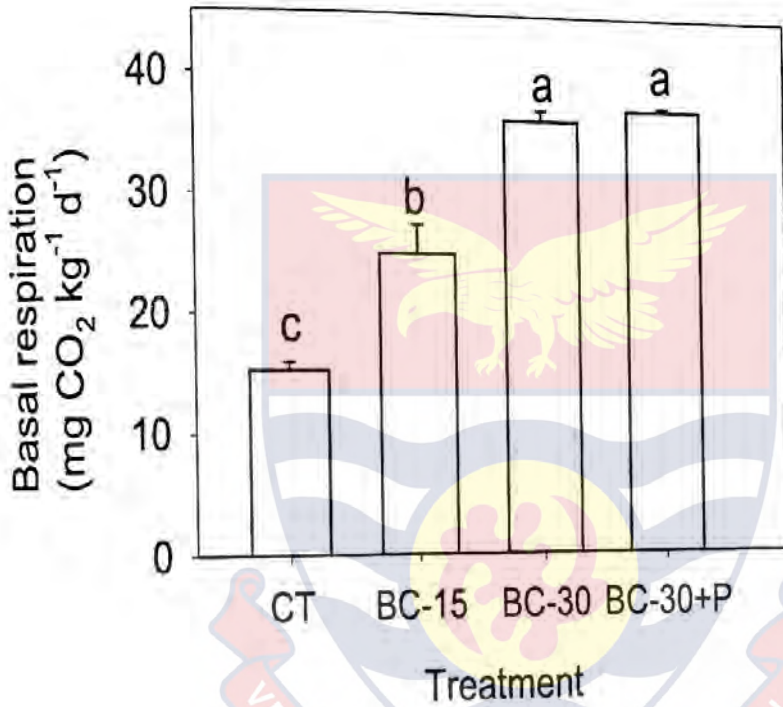 Basal respiration
(mg CO₂ kg⁻¹ d⁻¹)
40
30
20
10
0
c
b
a
a
CT BC-15 BC-30 BC-30+P
Treatment